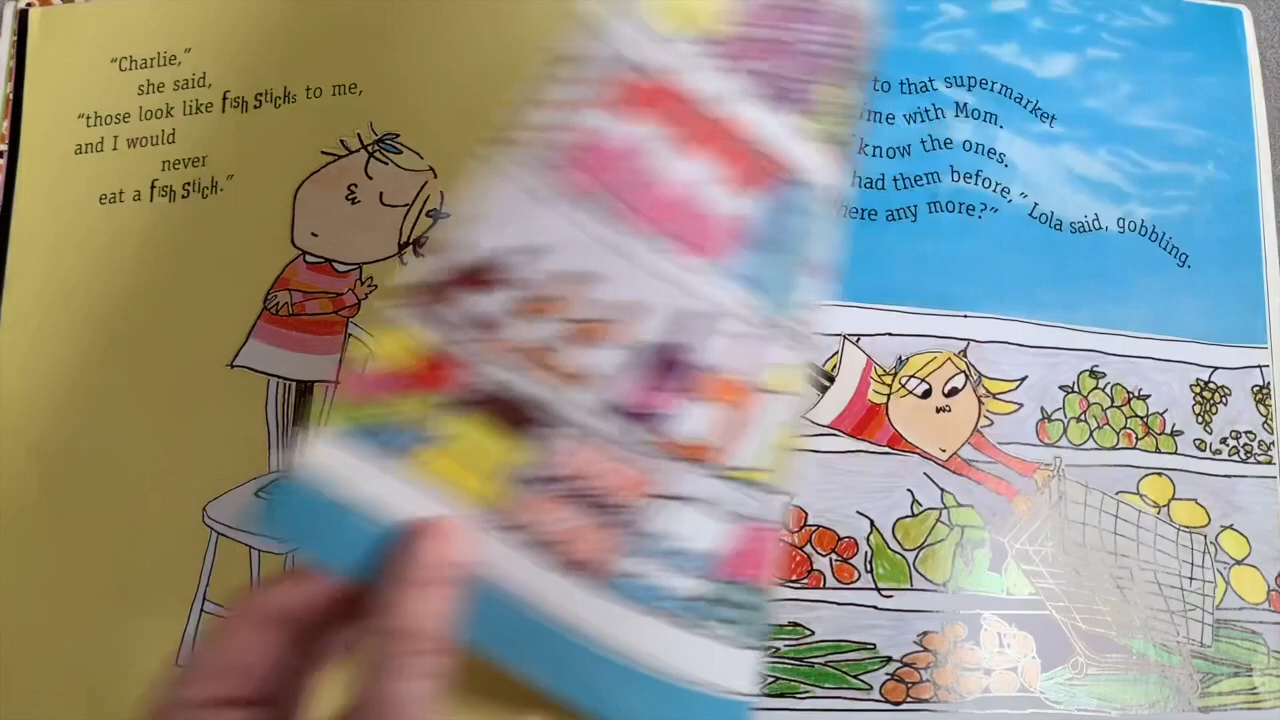 “Charlie,”
she said,
“those look like fish sticks to me,
and I would
never
eat a fish stick.”
to that supermarket
me with Mom.
know the ones.
had them before,” Lola said, gobbling.
here any more?”